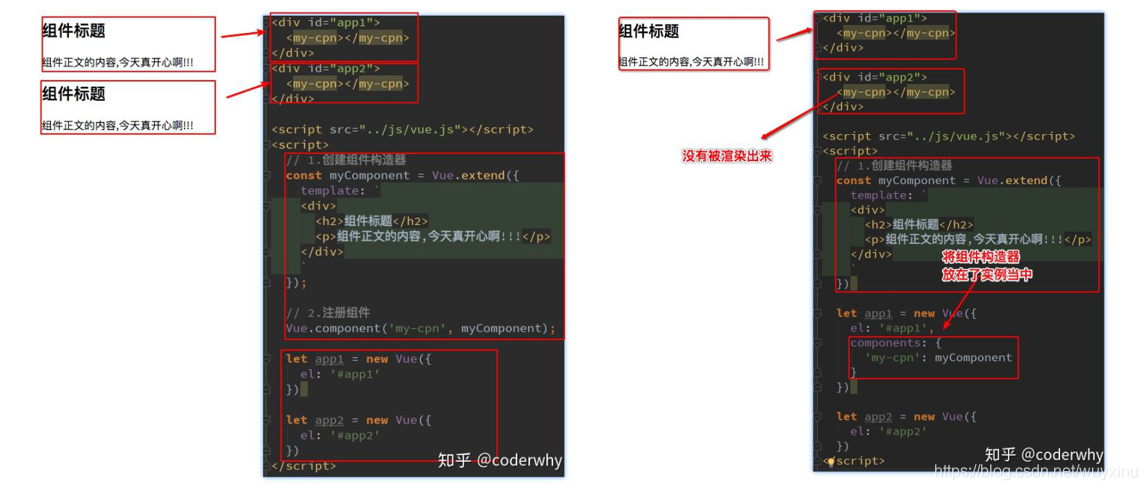 组件标题
组件正文的内容,今天真开心啊!!!
组件标题
组件正文的内容,今天真开心啊!!!
<div id="app1">
<my-cpn></my-cpn>
</div>
<div id="app2">
<my-cpn></my-cpn>
</div>
<script src="../js/vue.js"></script>
<script>
// 1.创建组件构造器
const myComponent = Vue.extend({
template: `
<div>
<h2>组件标题</h2>
<p>组件正文的内容,今天真开心啊!!!</p>
</div>
`
});
// 2.注册组件
Vue.component('my-cpn', myComponent);
let app1 = new Vue({
el: '#app1'
})
let app2 = new Vue({
el: '#app2'
})
</script>
知乎 @coderwhy
组件标题
组件正文的内容,今天真开心啊!!!
<div id="app1">
<my-cpn></my-cpn>
</div>
<div id="app2">
<my-cpn></my-cpn>
</div>
没有被渲染出来
<script src="../js/vue.js"></script>
<script>
// 1.创建组件构造器
const myComponent = Vue.extend({
template: `
<div>
<h2>组件标题</h2>
<p>组件正文的内容,今天真开心啊!!!</p>
</div>
`
})
将组件构造器
放在了实例当中
let app1 = new Vue({
el: '#app1',
components: {
'my-cpn': myComponent
}
})
let app2 = new Vue({
el: '#app2'
})
</script>
知乎 @coderwhy
https://blog.csdn.net/wuyxinu